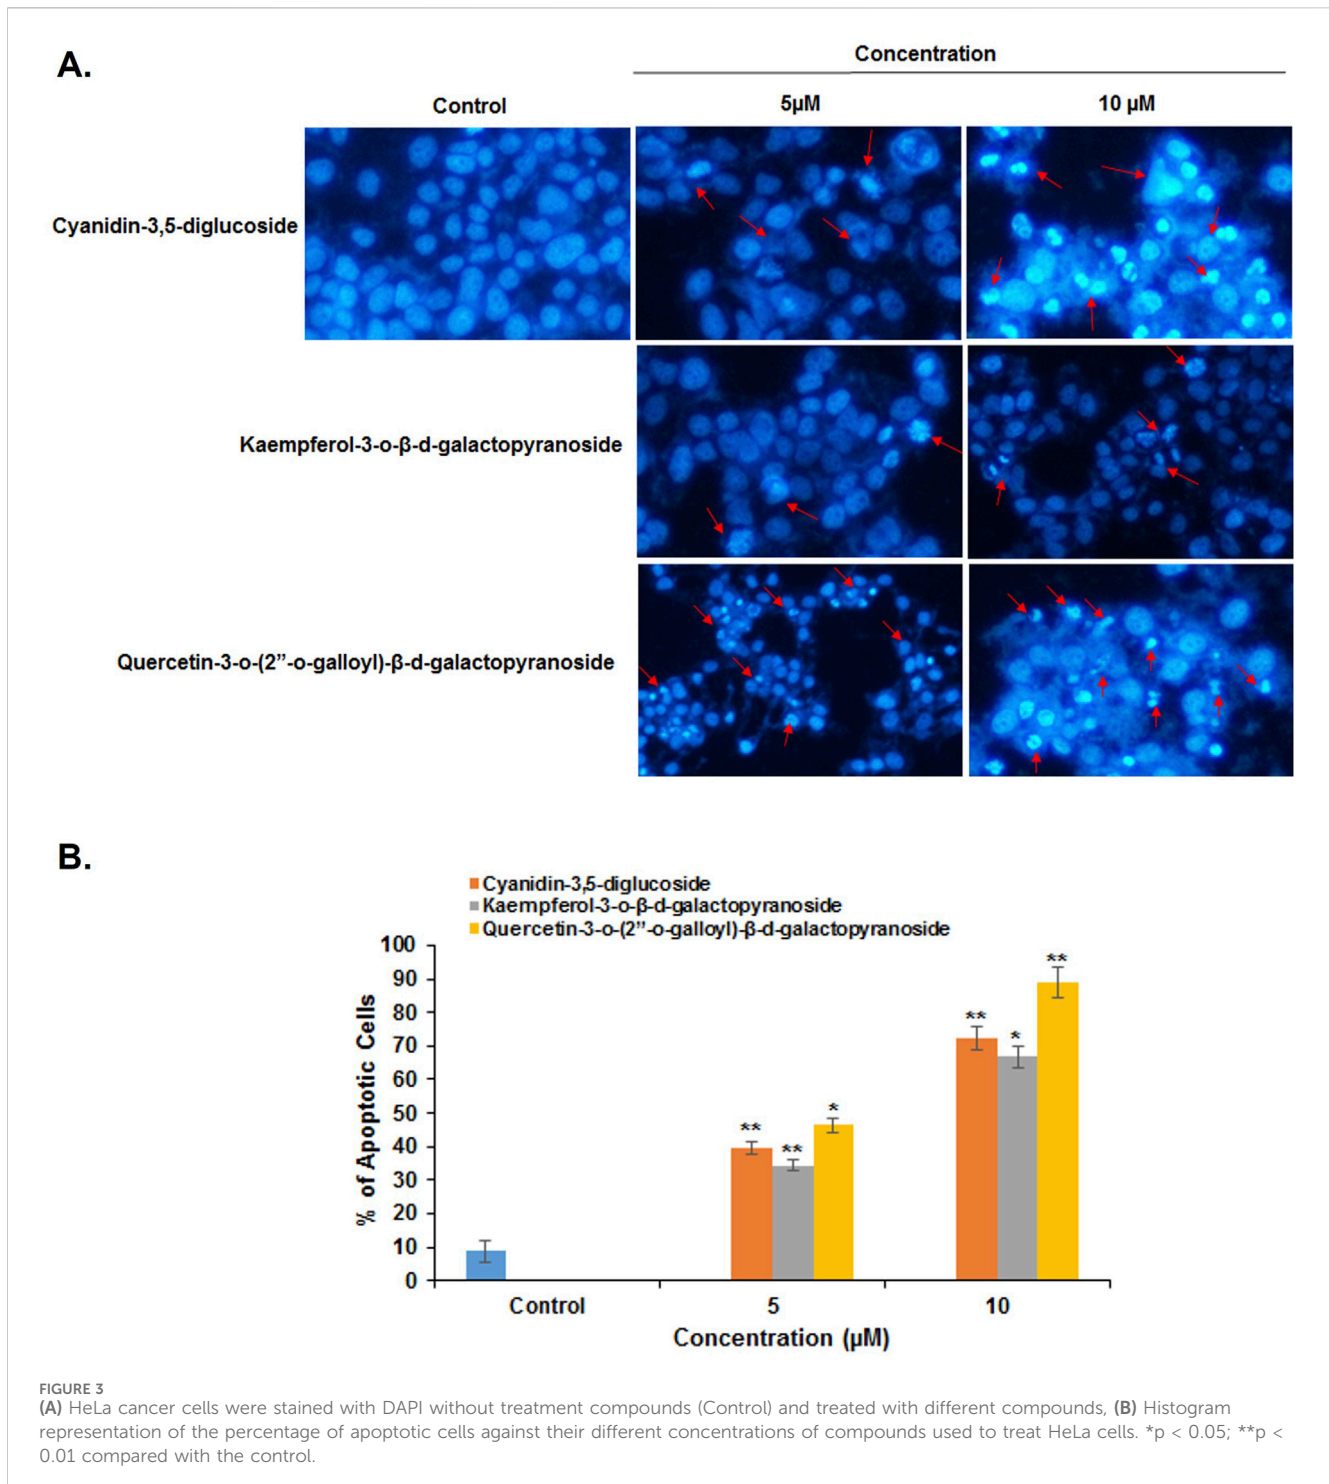 A.
Concentration
Control
5µM
10 µM
Cyanidin-3,5-diglucoside
Kaempferol-3-o-β-d-galactopyranoside
Quercetin-3-o-(2”-o-galloyl)-β-d-galactopyranoside
B.
Cyanidin-3,5-diglucoside
Kaempferol-3-o-β-d-galactopyranoside
Quercetin-3-o-(2”-o-galloyl)-β-d-galactopyranoside
% of Apoptotic Cells
100
90
80
70
60
50
40
30
20
10
0
**
**
*
**
*
**
Control
5
10
Concentration (µM)
FIGURE 3
(A) HeLa cancer cells were stained with DAPI without treatment compounds (Control) and treated with different compounds, (B) Histogram
representation of the percentage of apoptotic cells against their different concentrations of compounds used to treat HeLa cells. *p < 0.05; **p <
0.01 compared with the control.